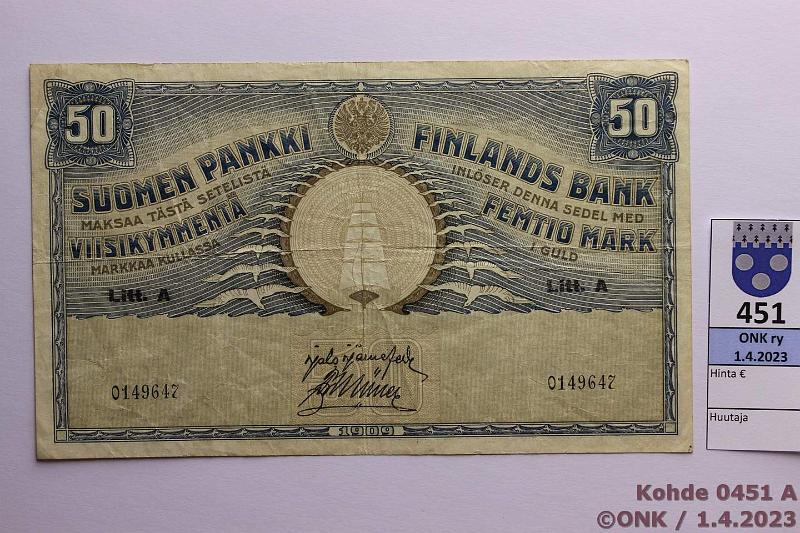 50
50
SUOMEN PANKKI
MAKSAA TÄSTÄ SETELISTÄ
VIISIKYMMENIÄ
MARKKAA KULLASSA
Litt. A
FINLANDS BANK
INLÖSER DENNA SEDEL MED
FEMTIO MARK
I GULD
Litt. A
0149647
0149647
1909
451
ONK ry
1.4.2023
Hinta €
Huutaja
Kohde 0451 A
©ONK / 1.4.2023